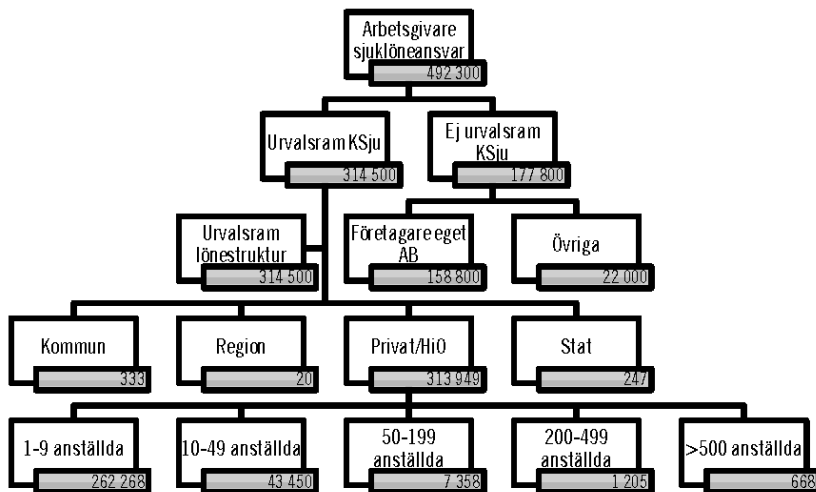 Arbetsgivare
sjuklöneansvar
492 300
Urvalsram KSju
314 500
Ej urvalsram
KSju
177 800
Urvalsram
lönestruktur
314 500
Företagare eget
AB
158 800
Övriga
22 000
Kommun
333
Region
20
Privat/HiO
313 949
Stat
247
1-9 anställda
262 268
10-49 anställda
43 450
50-199
anställda
7 358
200-499
anställda
1 205
>500 anställda
668